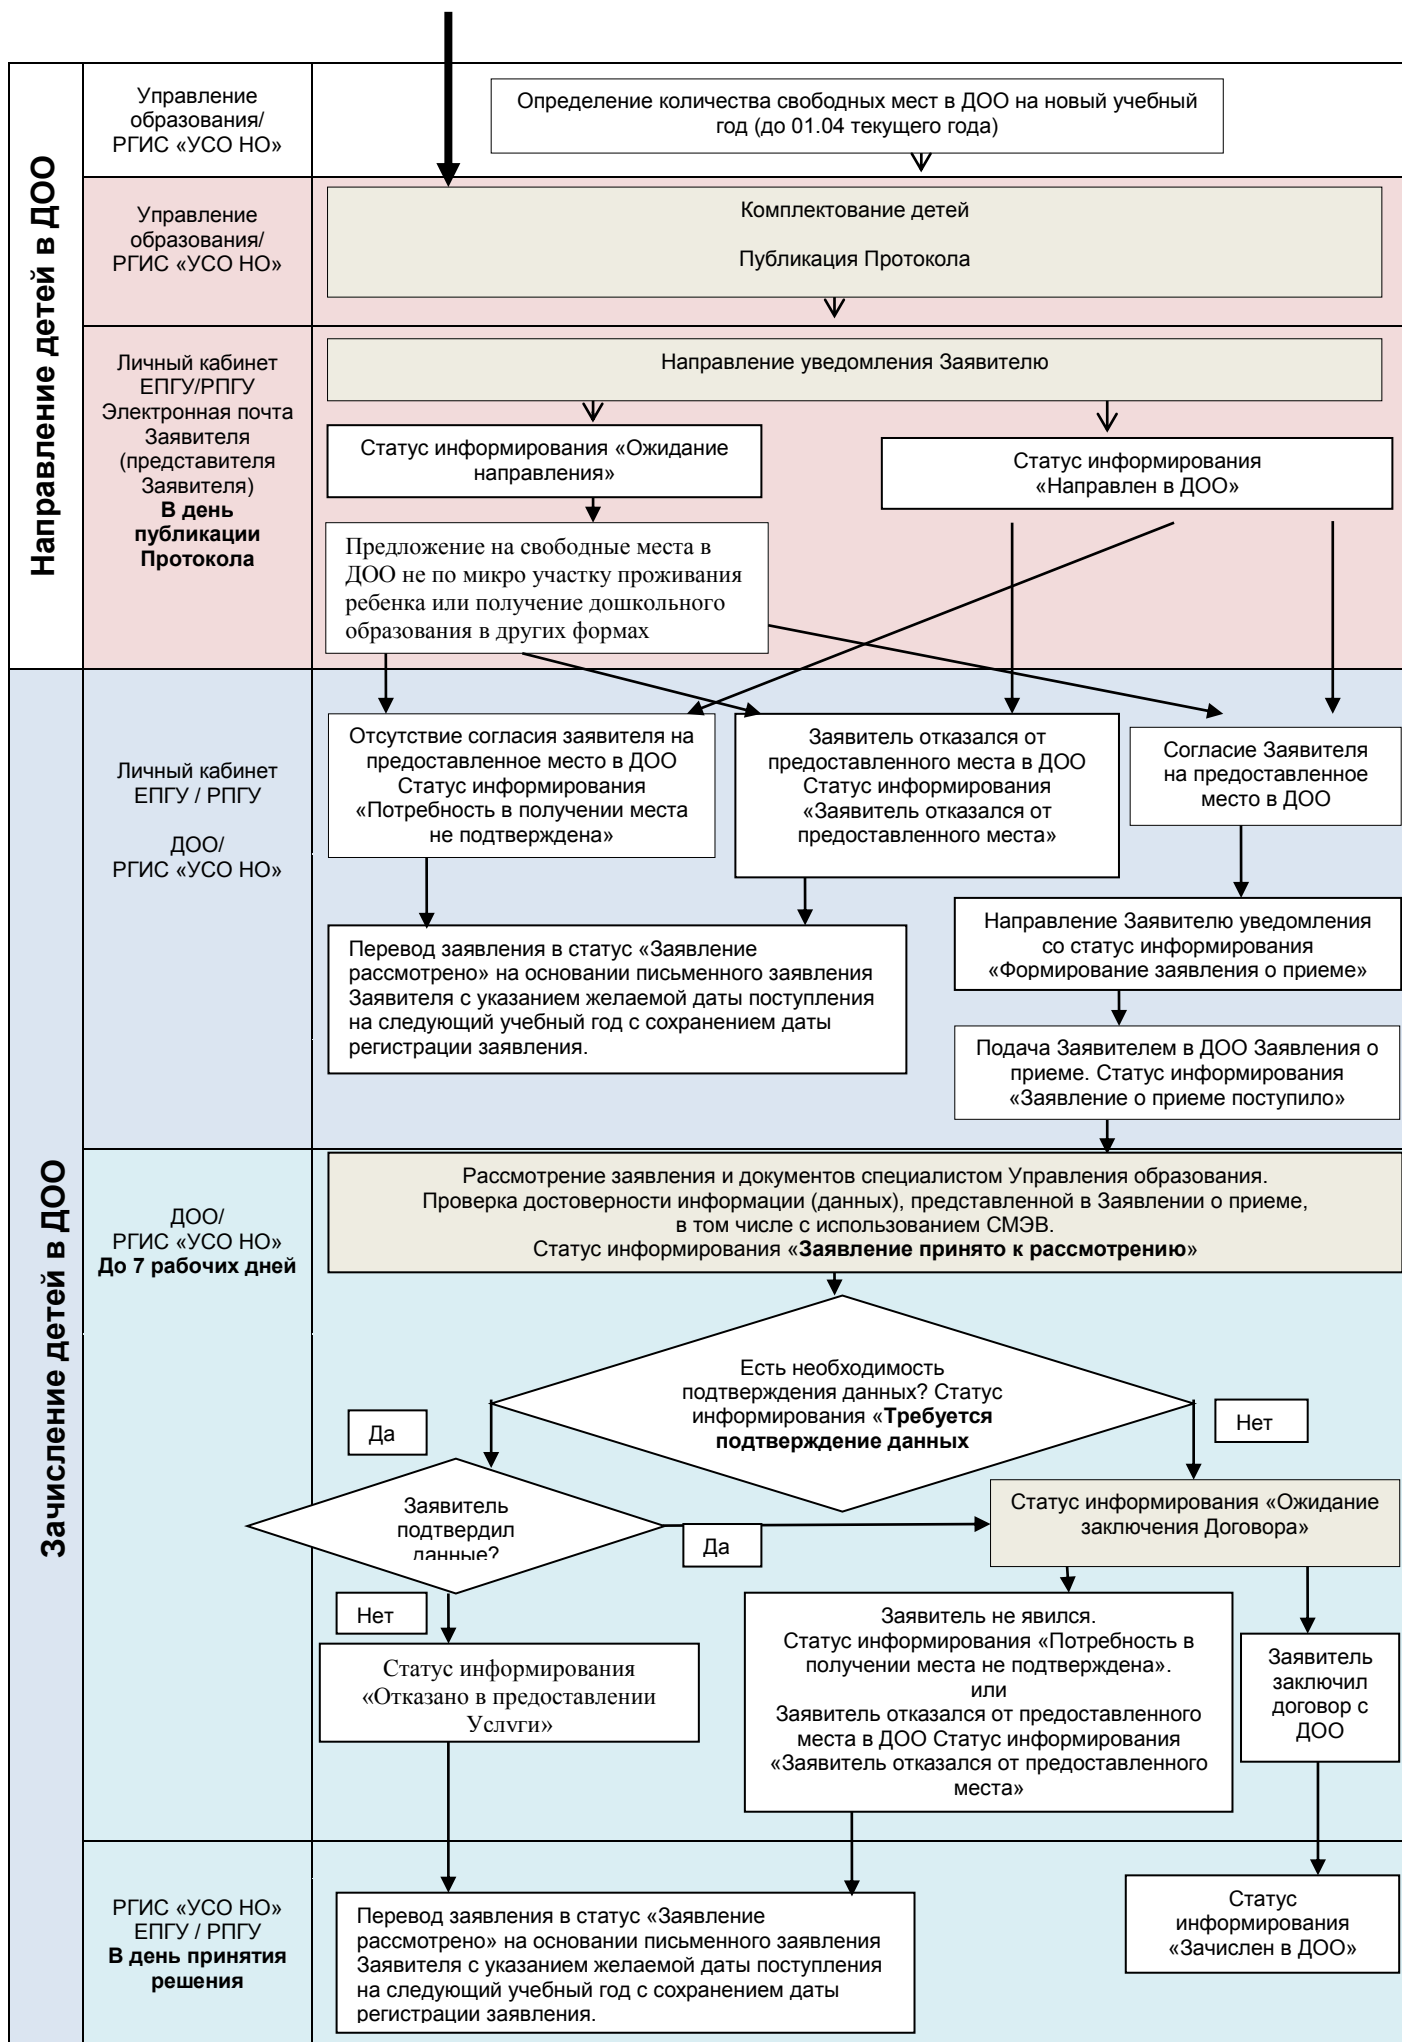 Направление детей в ДОО
Управление
образования/
РГИС «УСО НО»
Определение количества свободных мест в ДОО на новый учебный
год (до 01.04 текущего года)
Управление
образования/
РГИС «УСО НО»
Комплектование детей
Публикация Протокола
Личный кабинет
ЕПГУ/РПГУ
Электронная почта
Заявителя
(представителя
Заявителя)
В день
публикации
Протокола
Направление уведомления Заявителю
Статус информирования «Ожидание
направления»
Статус информирования
«Направлен в ДОО»
Предложение на свободные места в
ДОО не по микро участку проживания
ребенка или получение дошкольного
образования в других формах
Зачисление детей в ДОО
Личный кабинет
ЕПГУ / РПГУ
ДОО/
РГИС «УСО НО»
Отсутствие согласия заявителя на
предоставленное место в ДОО
Статус информирования
«Потребность в получении места
не подтверждена»
Заявитель отказался от
предоставленного места в ДОО
Статус информирования
«Заявитель отказался от
предоставленного места»
Согласие Заявителя
на предоставленное
место в ДОО
Перевод заявления в статус «Заявление
рассмотрено» на основании письменного заявления
Заявителя с указанием желаемой даты поступления
на следующий учебный год с сохранением даты
регистрации заявления.
Направление Заявителю уведомления
со статус информирования
«Формирование заявления о приеме»
Подача Заявителем в ДОО Заявления о
приеме. Статус информирования
«Заявление о приеме поступило»
ДОО/
РГИС «УСО НО»
До 7 рабочих дней
Рассмотрение заявления и документов специалистом Управления образования.
Проверка достоверности информации (данных), представленной в Заявлении о приеме,
в том числе с использованием СМЭВ.
Статус информирования «Заявление принято к рассмотрению»
Есть необходимость
подтверждения данных? Статус
информирования «Требуется
подтверждение данных
Да
Нет
Заявитель
подтвердил
данные?
Да
Статус информирования «Ожидание
заключения Договора»
Нет
Статус информирования
«Отказано в предоставлении
Услуги»
Заявитель не явился.
Статус информирования «Потребность в
получении места не подтверждена».
или
Заявитель отказался от предоставленного
места в ДОО Статус информирования
«Заявитель отказался от предоставленного
места»
Заявитель
заключил
договор с
ДОО
РГИС «УСО НО»
ЕПГУ / РПГУ
В день принятия
решения
Перевод заявления в статус «Заявление
рассмотрено» на основании письменного заявления
Заявителя с указанием желаемой даты поступления
на следующий учебный год с сохранением даты
регистрации заявления.
Статус
информирования
«Зачислен в ДОО»